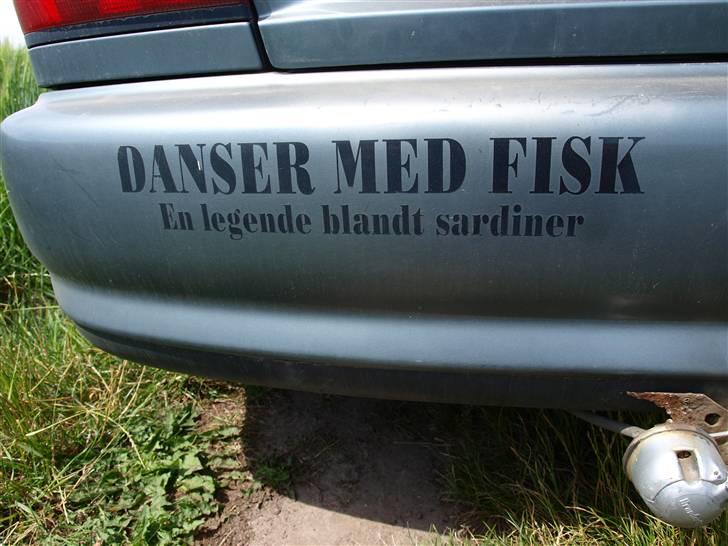 DANSER MED FISK
En legende blandt sardiner